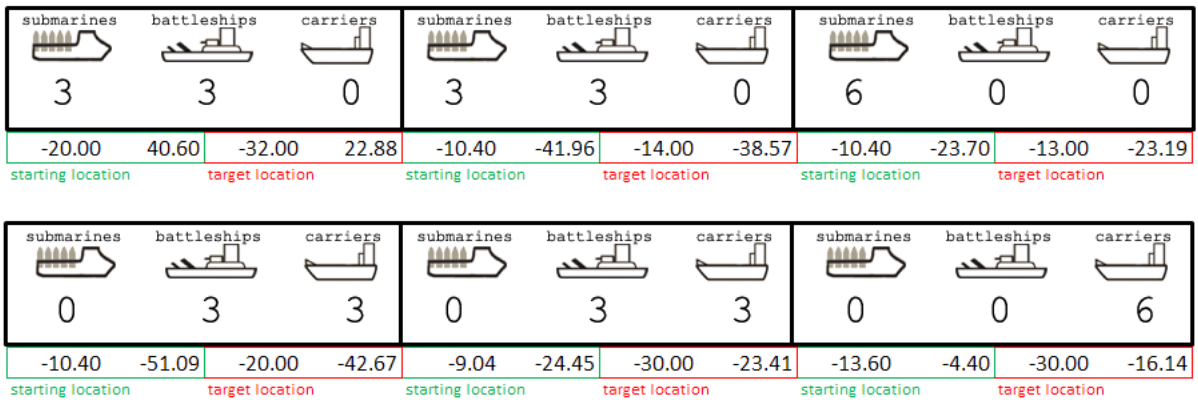 submarines battleships carriers submarines battleships carriers submarines battleships carriers
3 3 0 3 3 0 6 0 0
-20.00 40.60 -32.00 22.88 -10.40 -41.96 -14.00 -38.57 -10.40 -23.70 -13.00 -23.19
starting location target location starting location target location starting location target location
submarines battleships carriers submarines battleships carriers submarines battleships carriers
0 3 3 0 3 3 0 0 6
-10.40 -51.09 -20.00 -42.67 -9.04 -24.45 -30.00 -23.41 -13.60 -4.40 -30.00 -16.14
starting location target location starting location target location starting location target location